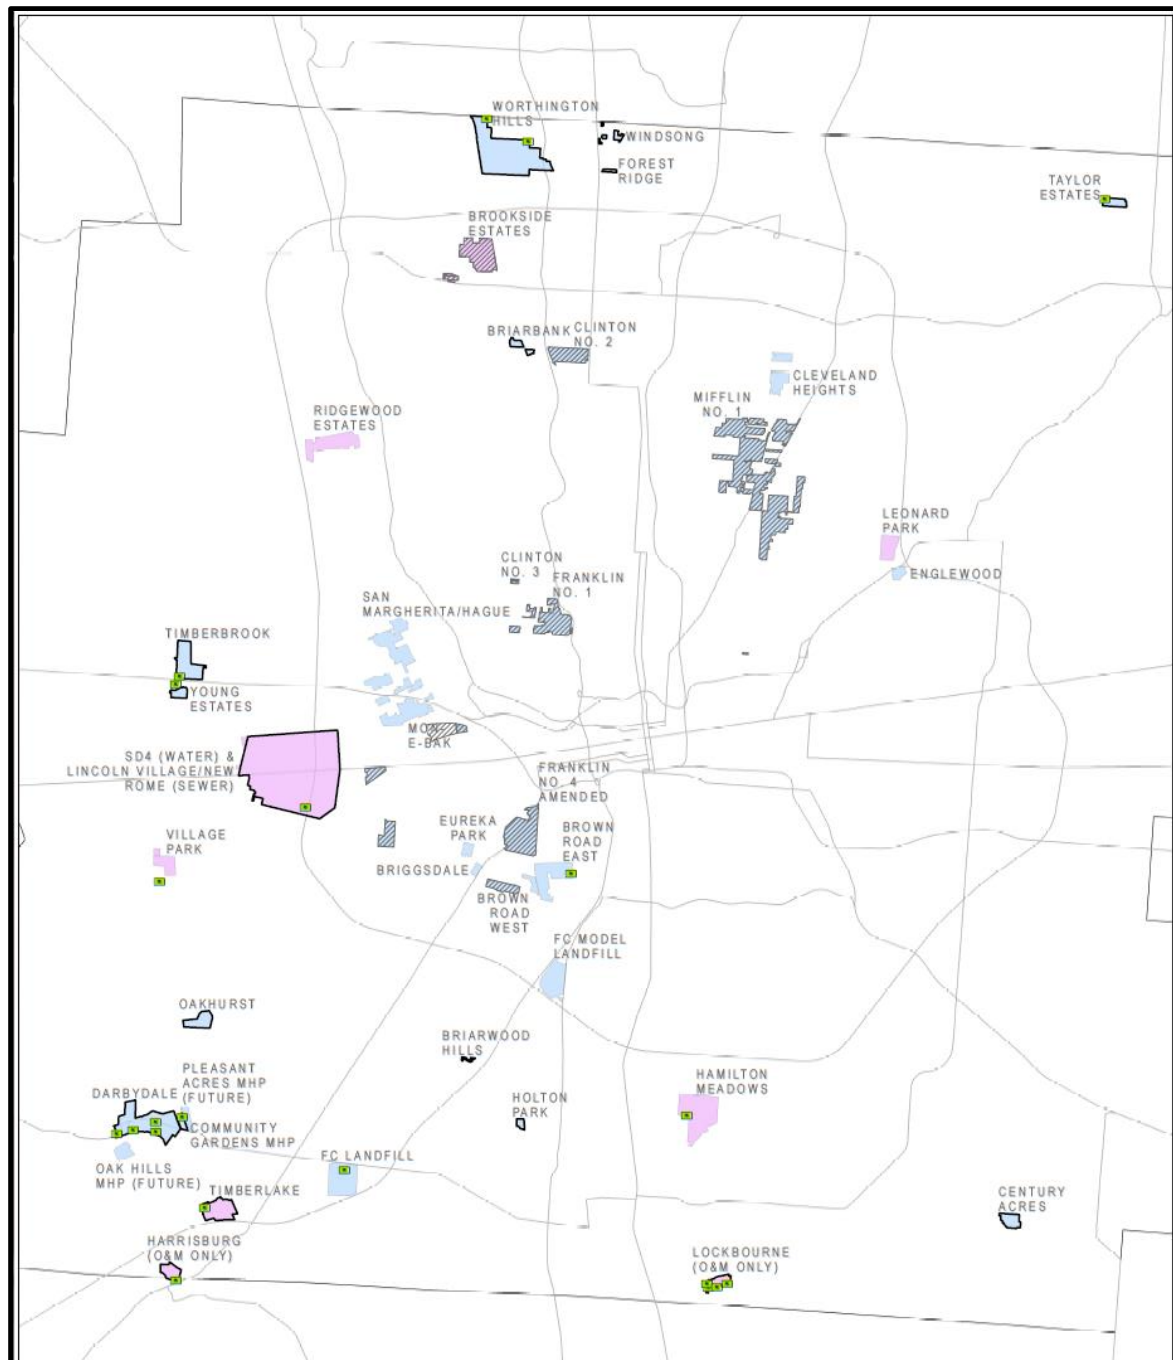 WORTHINGTON
HILLS
WINDSONG
FOREST
RIDGE
TAYLOR
ESTATES
BROOKSIDE
ESTATES
BRIARBANK
CLINTON
NO. 2
CLEVELAND
HEIGHTS
MIFFLIN
NO. 1
RIDGEWOOD
ESTATES
LEONARD
PARK
ENGLEWOOD
CLINTON
NO. 3
FRANKLIN
NO. 1
SAN
MARGHERITA/HAGUE
TIMBERBROOK
YOUNG
ESTATES
MON
E-BAK
SD4 (WATER) &
LINCOLN VILLAGE/NEW
ROME (SEWER)
FRANKLIN
NO. 4
AMENDED
VILLAGE
PARK
EUREKA
PARK
BROWN
ROAD
EAST
BRIGGSDALE
BROWN
ROAD
WEST
FC MODEL
LANDFILL
OAKHURST
BRIARWOOD
HILLS
PLEASANT
ACRES MHP
(FUTURE)
DARBYDALE
COMMUNITY
GARDENS MHP
HAMILTON
MEADOWS
HOLTON
PARK
OAK HILLS
MHP (FUTURE)
FC LANDFILL
TIMBERLAKE
CENTURY
ACRES
HARRISBURG
(O&M ONLY)
LOCKBOURNE
(O&M ONLY)